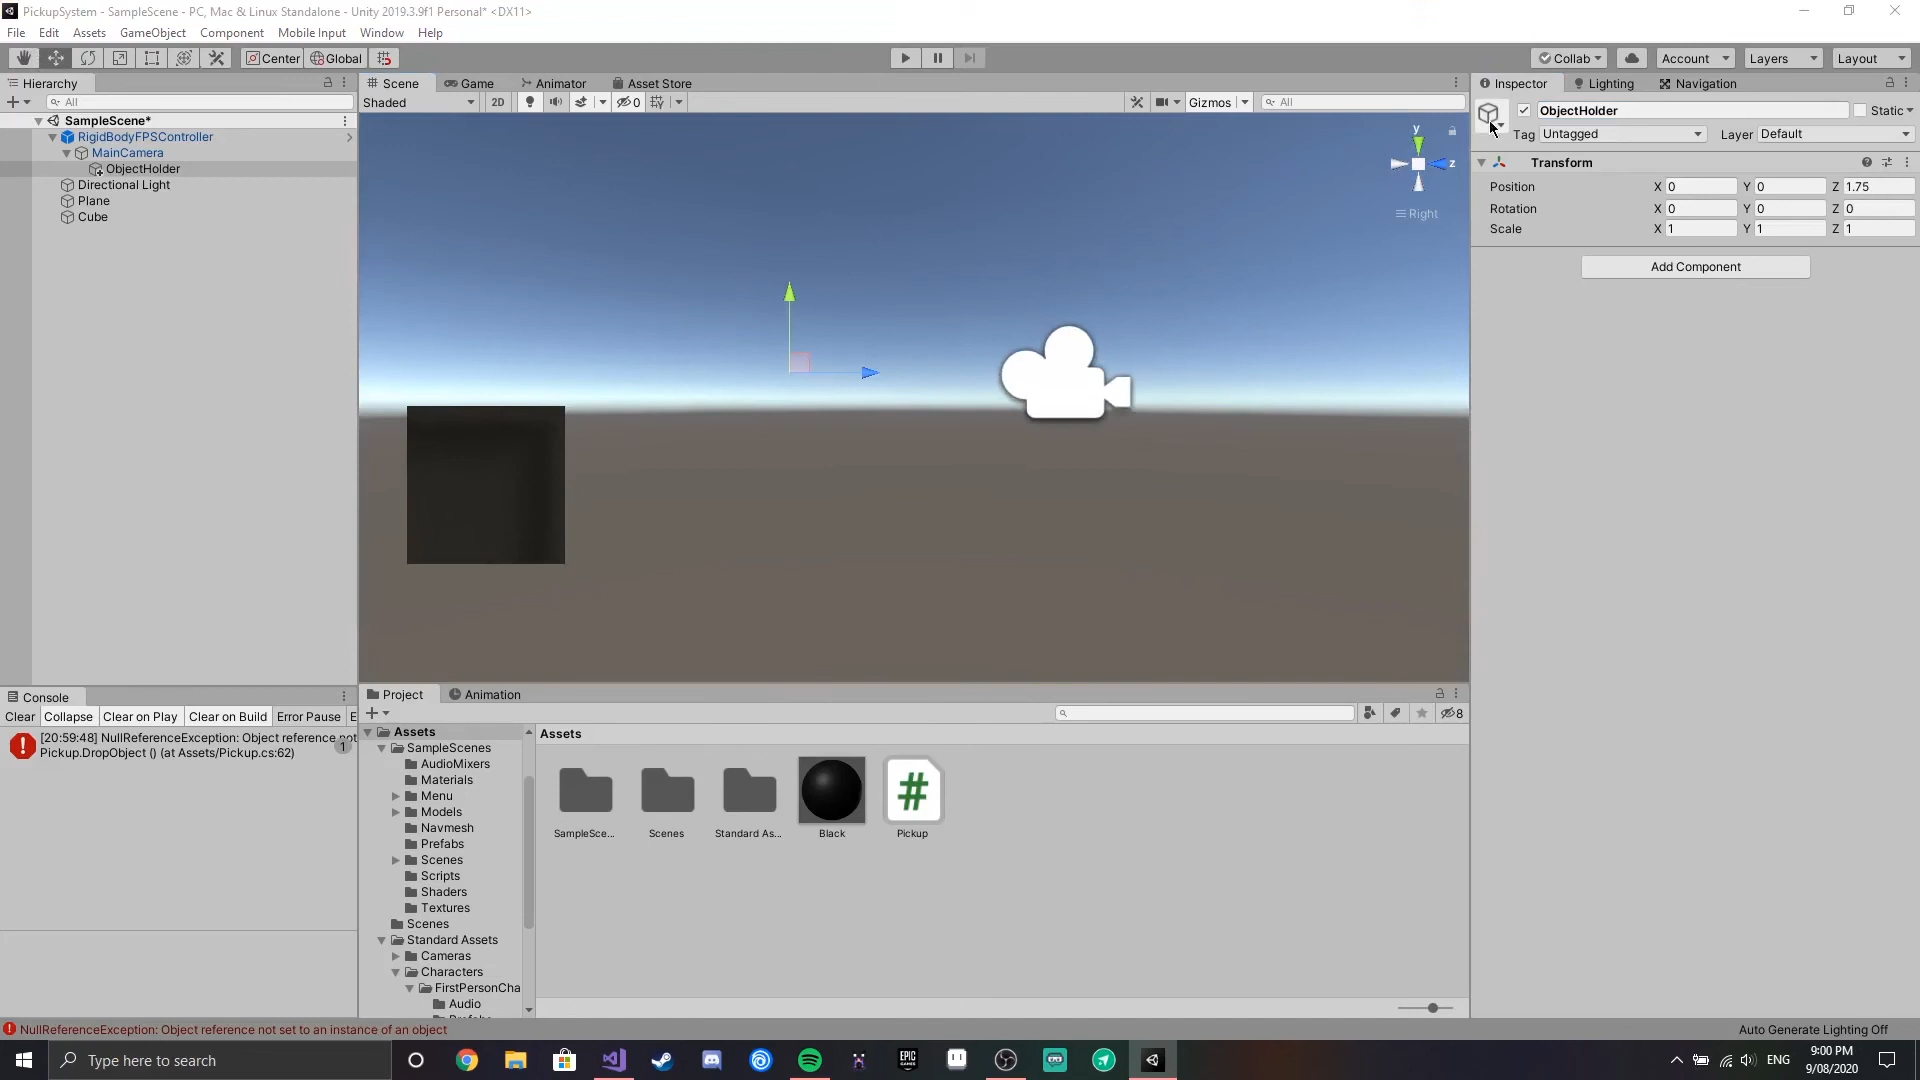 PickupSystem - SampleScene - PC, Mac & Linux Standalone - Unity 2019.3.9f1 Personal* <DX11>
File Edit Assets GameObject Component Mobile Input Window Help
Center Global Collab Account Layers Layout
Hierarchy
All
SampleScene*
RigidBodyFPSController
MainCamera
ObjectHolder
Directional Light
Plane
Cube
Scene Game Animator Asset Store
Shaded 2D 0 Gizmos All
y
z
Right
Inspector Lighting Navigation
ObjectHolder Static
Tag Untagged Layer Default
Transform
Position X 0 Y 0 Z 1.75
Rotation X 0 Y 0 Z 0
Scale X 1 Y 1 Z 1
Add Component
Console
Clear Collapse Clear on Play Clear on Build Error Pause E
[20:59:48] NullReferenceException: Object reference not
Pickup.DropObject () (at Assets/Pickup.cs:62)
1
Project Animation
8
Assets
SampleScenes
AudioMixers
Materials
Menu
Models
Navmesh
Prefabs
Scenes
Scripts
Shaders
Textures
Scenes
Standard Assets
Cameras
Characters
FirstPersonCha
Audio
Assets
SampleSce... Scenes Standard As... Black Pickup
#
NullReferenceException: Object reference not set to an instance of an object
Auto Generate Lighting Off
Type here to search
EPIC GAMES
ENG
9:00 PM
9/08/2020